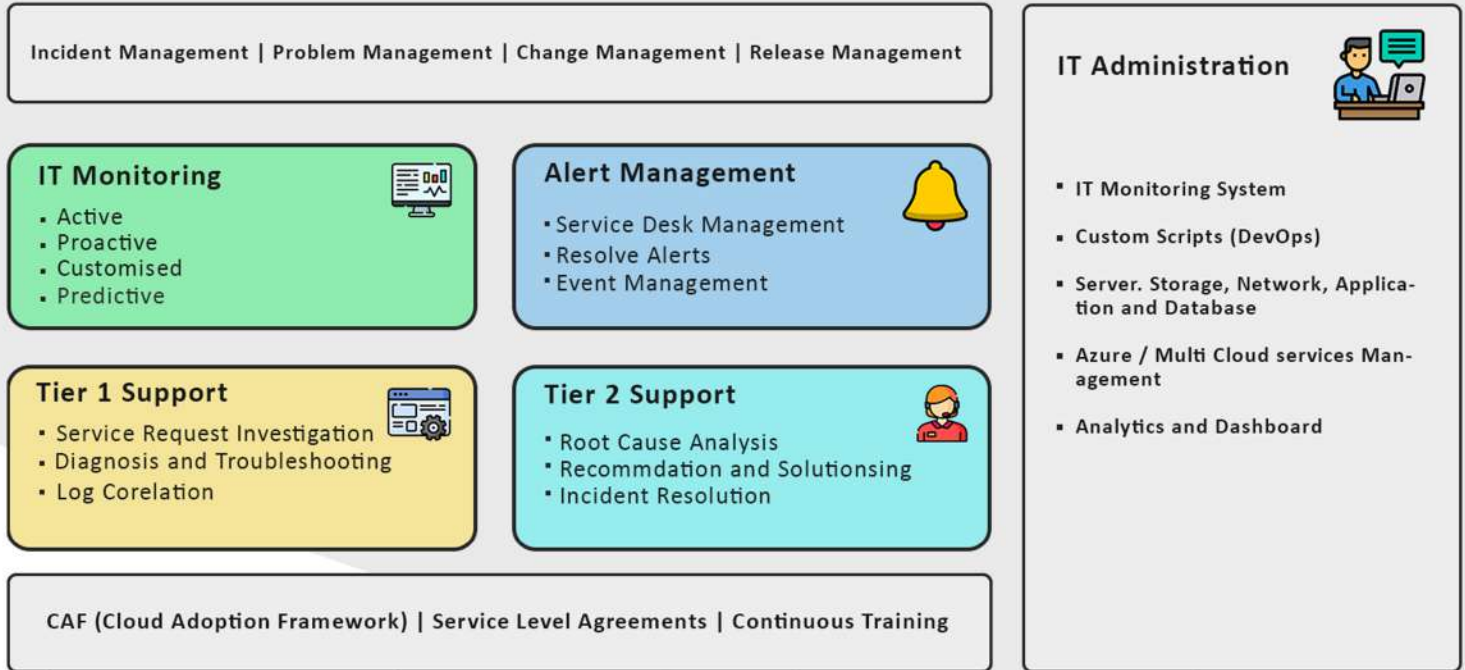 Incident Management | Problem Management | Change Management | Release Management
IT Monitoring
▪ Active
▪ Proactive
▪ Customised
▪ Predictive
Alert Management
▪ Service Desk Management
▪ Resolve Alerts
▪ Event Management
Tier 1 Support
▪ Service Request Investigation
▪ Diagnosis and Troubleshooting
▪ Log Corelation
Tier 2 Support
▪ Root Cause Analysis
▪ Recommdation and Solutionsing
▪ Incident Resolution
CAF (Cloud Adoption Framework) | Service Level Agreements | Continuous Training
IT Administration
▪ IT Monitoring System
▪ Custom Scripts (DevOps)
▪ Server. Storage, Network, Applica-
tion and Database
▪ Azure / Multi Cloud services Man-
agement
▪ Analytics and Dashboard